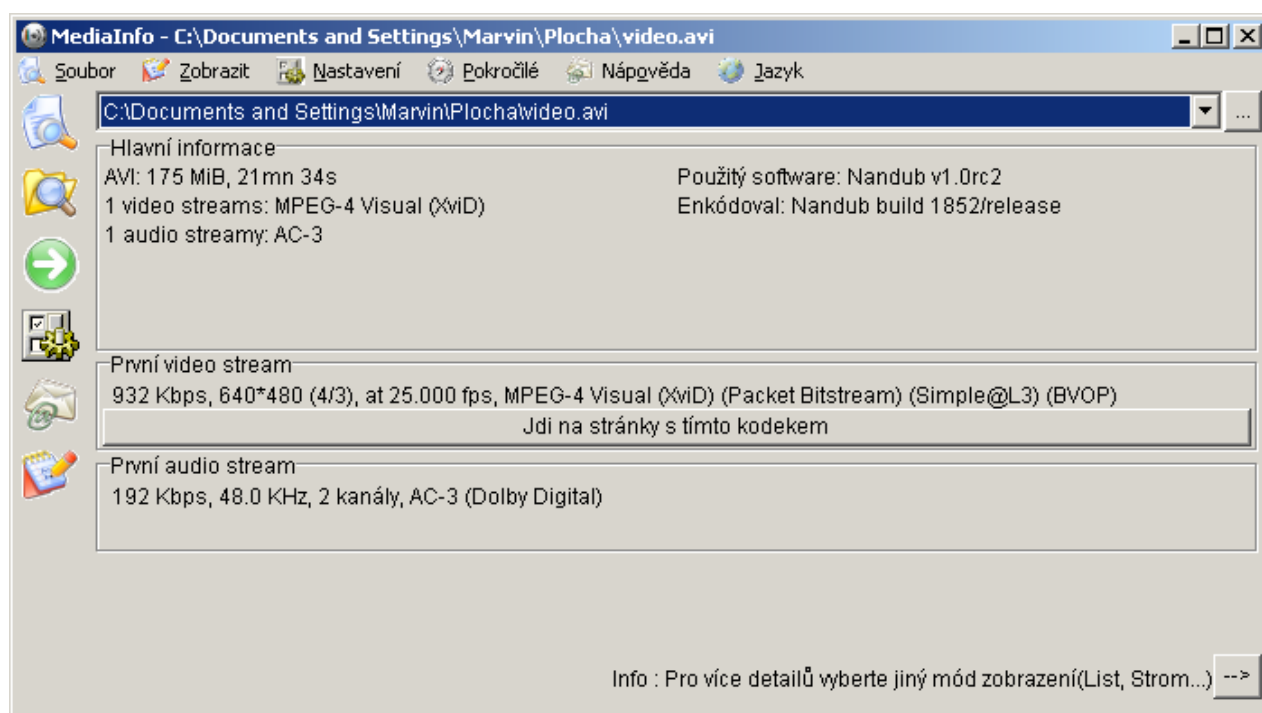 MediaInfo - C:\Documents and Settings\Marvin\Plocha\video.avi
Soubor Zobrazit Nastavení Pokročilé Nápověda Jazyk
C:\Documents and Settings\Marvin\Plocha\video.avi ...
Hlavní informace
AVI: 175 MiB, 21mn 34s
Použitý software: Nandub v1.0rc2
1 video streams: MPEG-4 Visual (XviD)
Enkódoval: Nandub build 1852/release
1 audio streamy: AC-3
První video stream
932 Kbps, 640*480 (4/3), at 25.000 fps, MPEG-4 Visual (XviD) (Packet Bitstream) (Simple@L3) (BVOP)
Jdi na stránky s tímto kodekem
První audio stream
192 Kbps, 48.0 KHz, 2 kanály, AC-3 (Dolby Digital)
Info : Pro více detailů vyberte jiný mód zobrazení(List, Strom...) -->